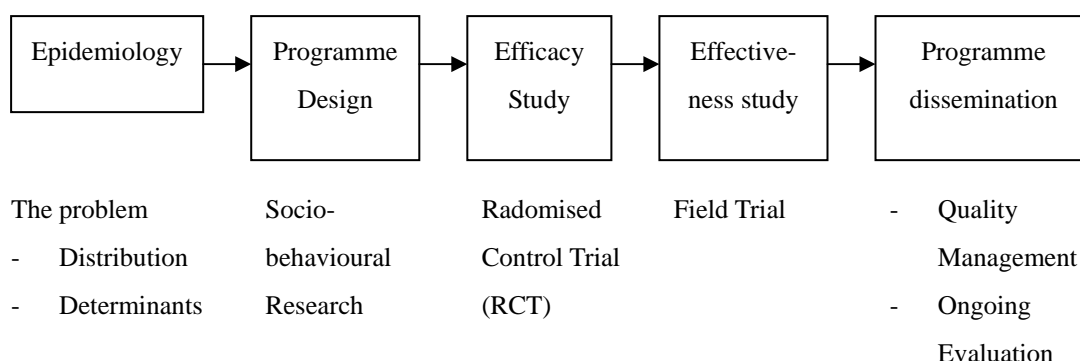 Epidemiology
Programme
Design
Efficacy
Study
Effective-
ness study
Programme
dissemination
The problem
- Distribution
- Determinants
Socio-
behavioural
Research
Radomised
Control Trial
(RCT)
Field Trial
- Quality
Management
- Ongoing
Evaluation